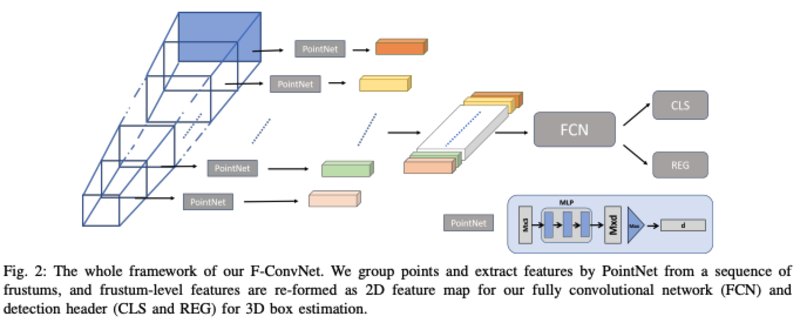 PointNet
PointNet
PointNet
PointNet
FCN
CLS
REG
PointNet
MLP
Mx3
Mxd
Max
d
Fig. 2: The whole framework of our F-ConvNet. We group points and extract features by PointNet from a sequence of
frustums, and frustum-level features are re-formed as 2D feature map for our fully convolutional network (FCN) and
detection header (CLS and REG) for 3D box estimation.